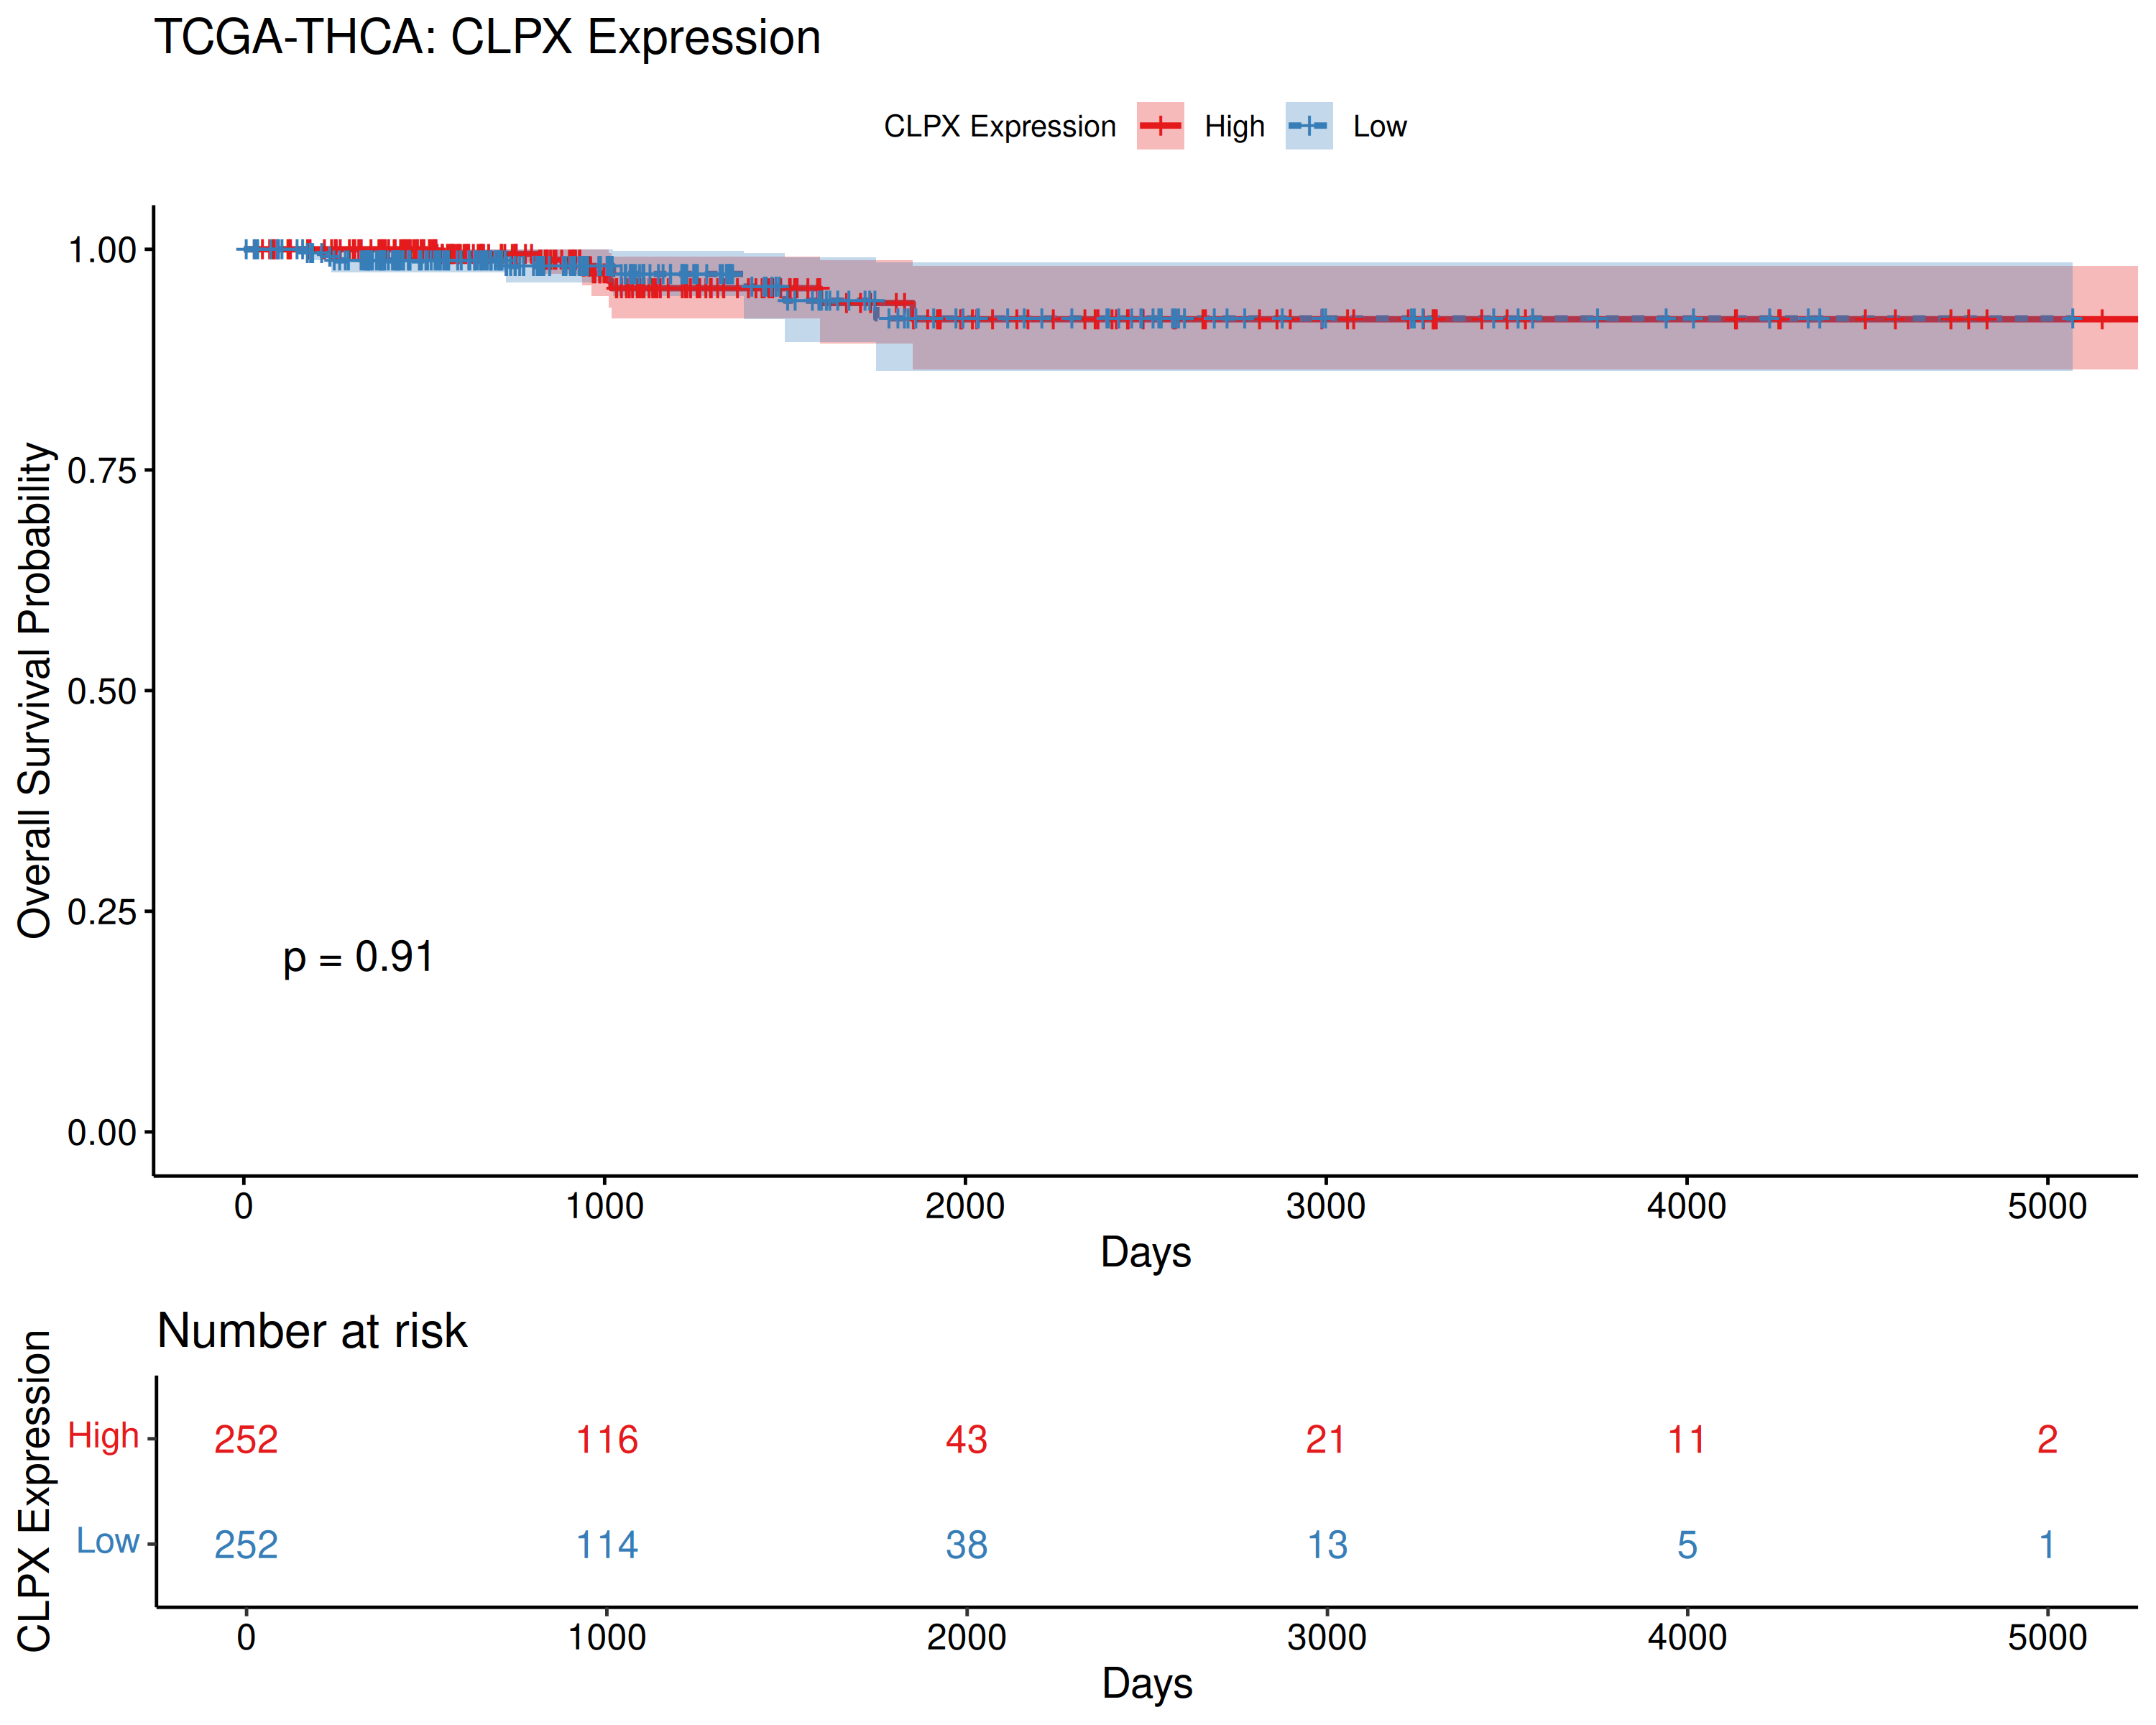 TCGA-THCA: CLPX Expression
CLPX Expression High Low
Overall Survival Probability
1.00
0.75
0.50
0.25
0.00
p = 0.91
0 1000 2000 3000 4000 5000
Days
Number at risk
CLPX Expression
High 252 116 43 21 11 2
Low 252 114 38 13 5 1
0 1000 2000 3000 4000 5000
Days